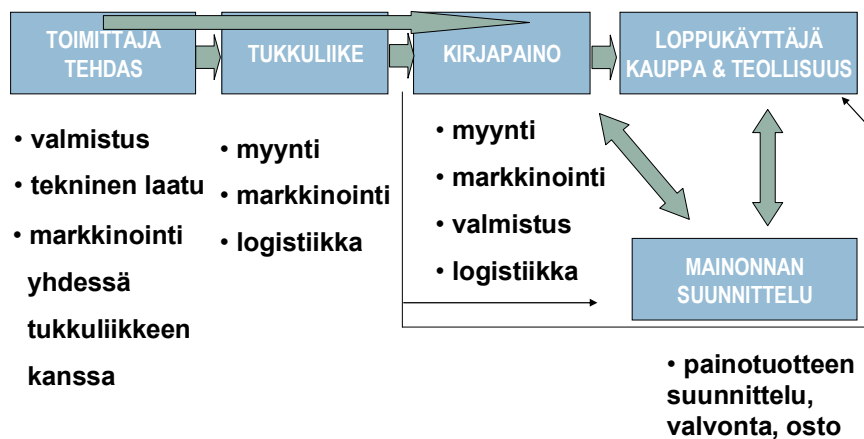 TOIMITTAJA
TEHDAS
TUKKULIIKE
KIRJAPAINO
LOPPUKÄYTTÄJÄ
KAUPPA & TEOLLISUUS
• valmistus
• tekninen laatu
• markkinointi
yhdessä
tukkuliikkeen
kanssa
• myynti
• markkinointi
• logistiikka
• myynti
• markkinointi
• valmistus
• logistiikka
MAINONNAN
SUUNNITTELU
• painotuotteen
suunnittelu,
valvonta, osto